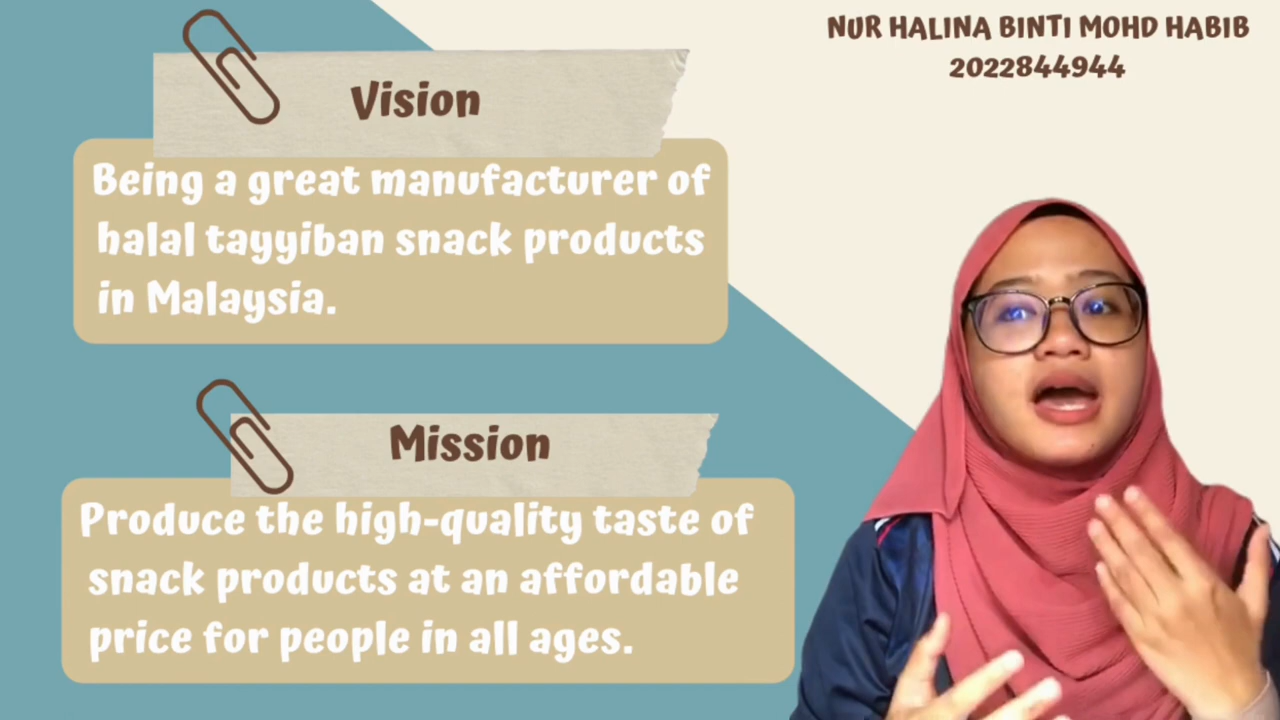 NUR HALINA BINTI MOHD HABIB
2022844944
Vision
Being a great manufacturer of
halal tayyiban snack products
in Malaysia.
Mission
Produce the high-quality taste of
snack products at an affordable
price for people in all ages.